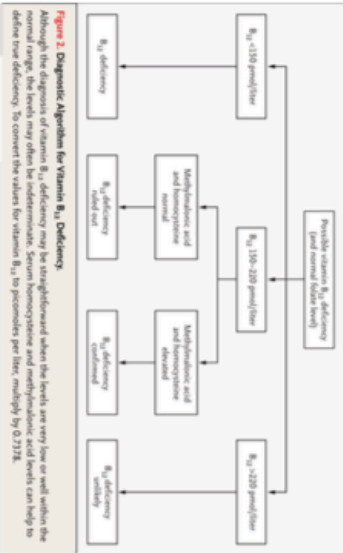 Possible vitamin B12 deficiency
(and normal folate level)
B12 <150 pmol/liter
B12 150–220 pmol/liter
B12 >220 pmol/liter
Methylmalonic acid
and homocysteine
normal
Methylmalonic acid
and homocysteine
elevated
B12 deficiency
B12 deficiency
ruled out
B12 deficiency
confirmed
B12 deficiency
unlikely
Figure 2. Diagnostic Algorithm for Vitamin B12 Deficiency.
Although the diagnosis of vitamin B12 deficiency may be straightforward when the levels are very low or well within the
normal range, the levels may often be indeterminate. Serum homocysteine and methylmalonic acid levels can help to
define true deficiency. To convert the values for vitamin B12 to picomoles per liter, multiply by 0.7378.